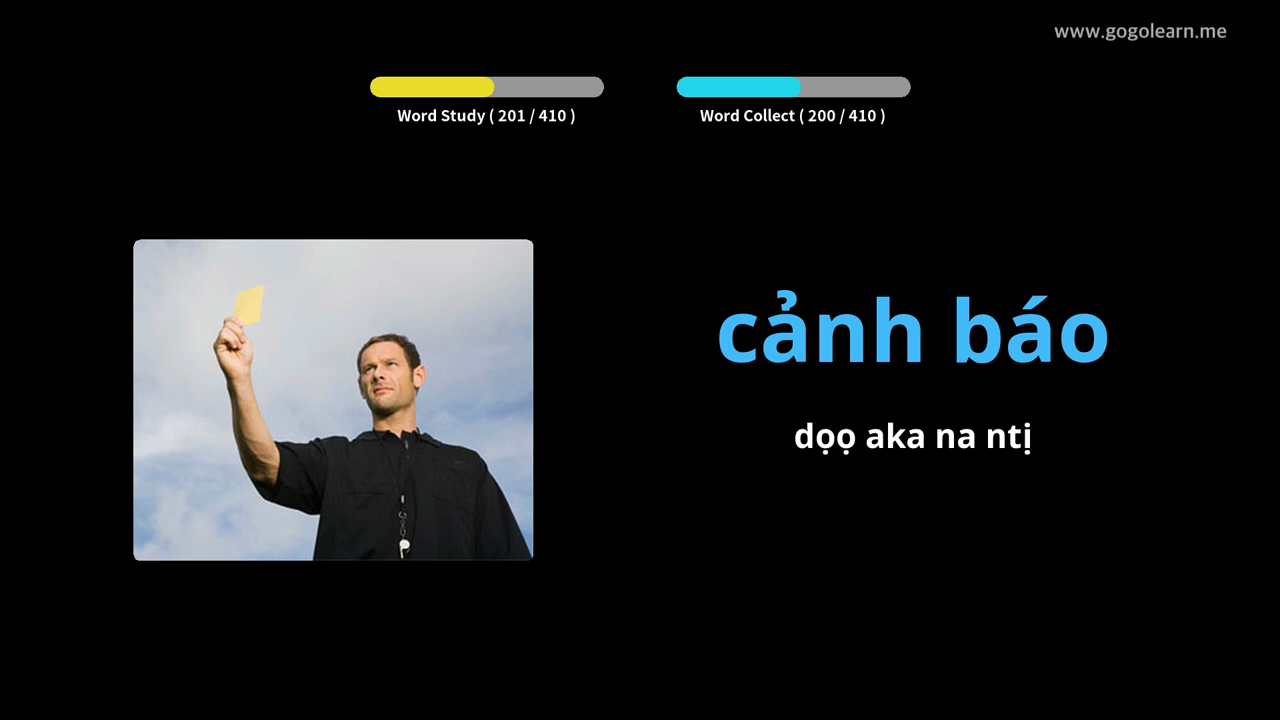 www.gogolearn.me
Word Study ( 201 / 410 )
Word Collect ( 200 / 410 )
cảnh báo
dọọ aka na ntị